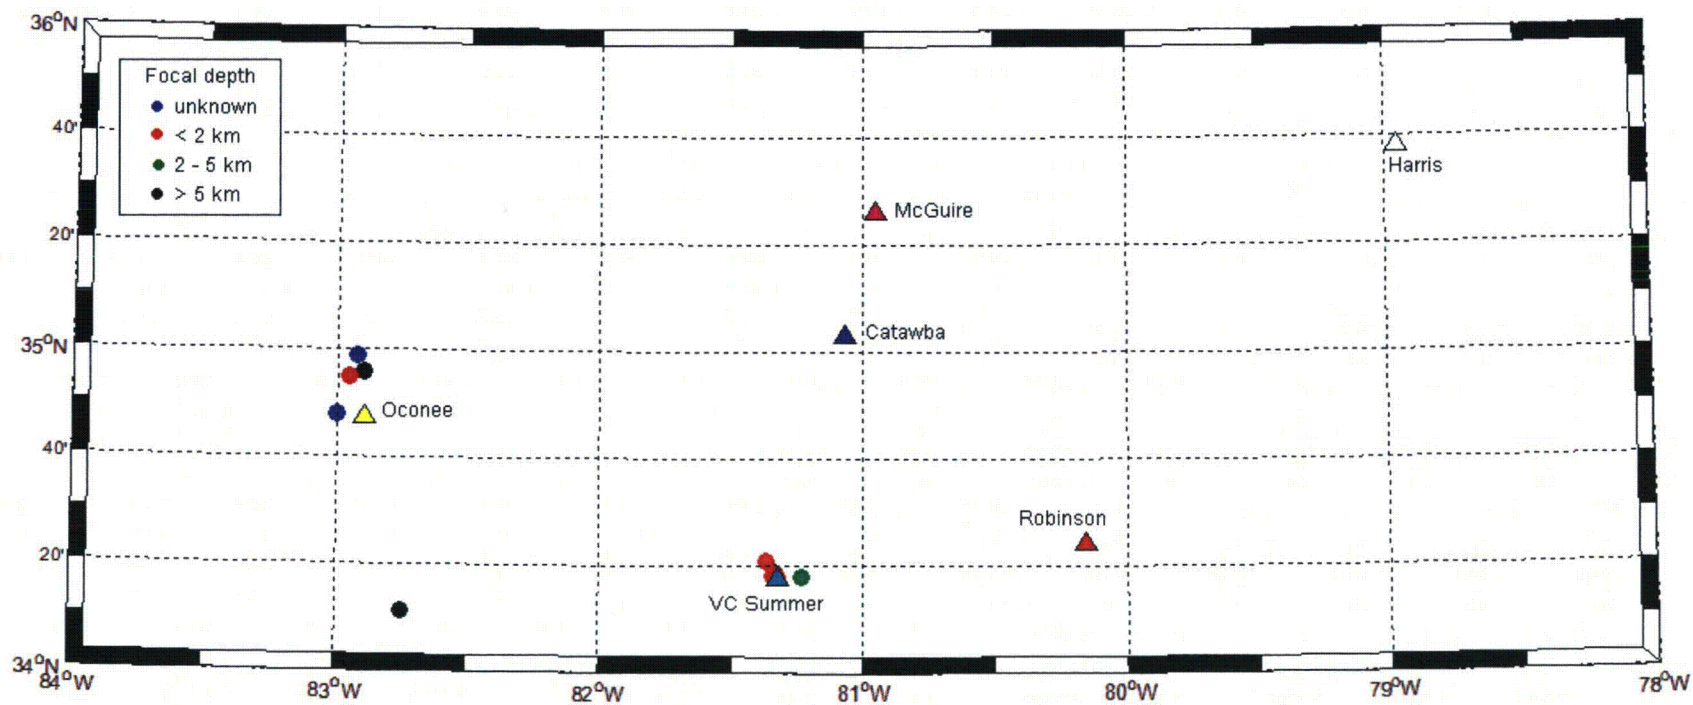 36°N
Focal depth
unknown
< 2 km
2 - 5 km
> 5 km
40'
Harris
McGuire
20'
Catawba
35°N
Oconee
40'
Robinson
20'
VC Summer
34°N
84°W 83°W 82°W 81°W 80°W 79°W 78°W